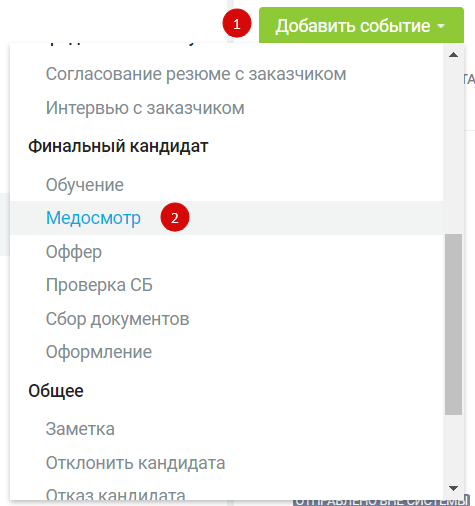 1 Добавить событие
Согласование резюме с заказчиком
Интервью с заказчиком
Финальный кандидат
Обучение
Медосмотр 2
Оффер
Проверка СБ
Сбор документов
Оформление
Общее
Заметка
Отклонить кандидата
Отказ кандидата
ОТПРАВЛЕНО ВНЕ СИСТЕМЫ